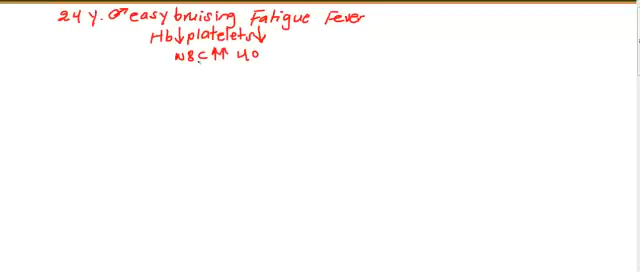 24 y. ♂ easy bruising Fatigue Fever
Hb↓ platelets↓
WBC ↑↑ 40